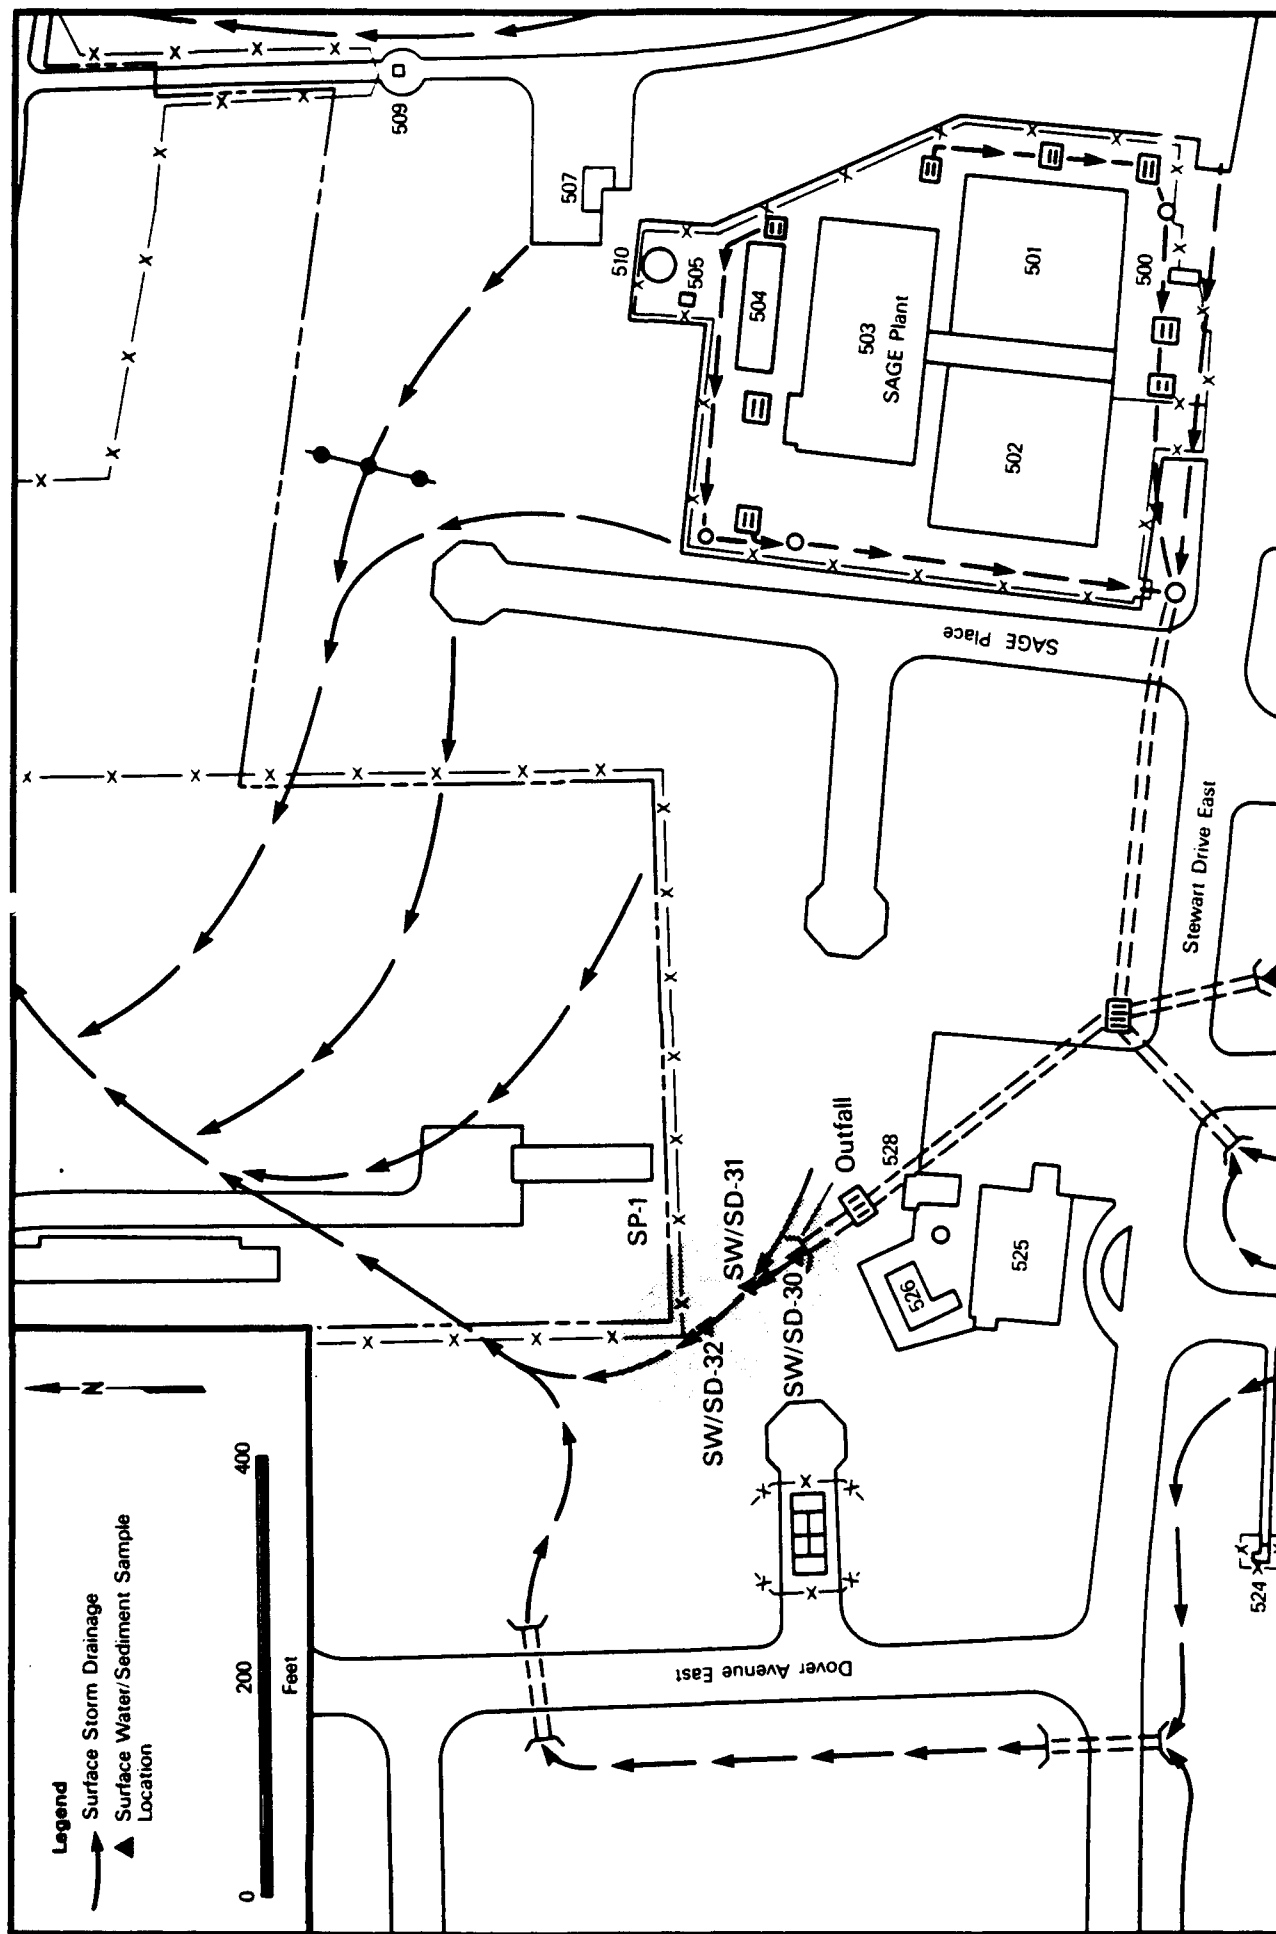 Legend
Surface Storm Drainage
Surface Water/Sediment Sample
Location
0
200
400
Feet
N
509
507
510
505
504
503
SAGE Plant
501
500
502
SAGE Place
Stewart Drive East
SP-1
SW/SD-31
Outfall
528
SW/SD-30
SW/SD-32
526
525
Dover Avenue East
524